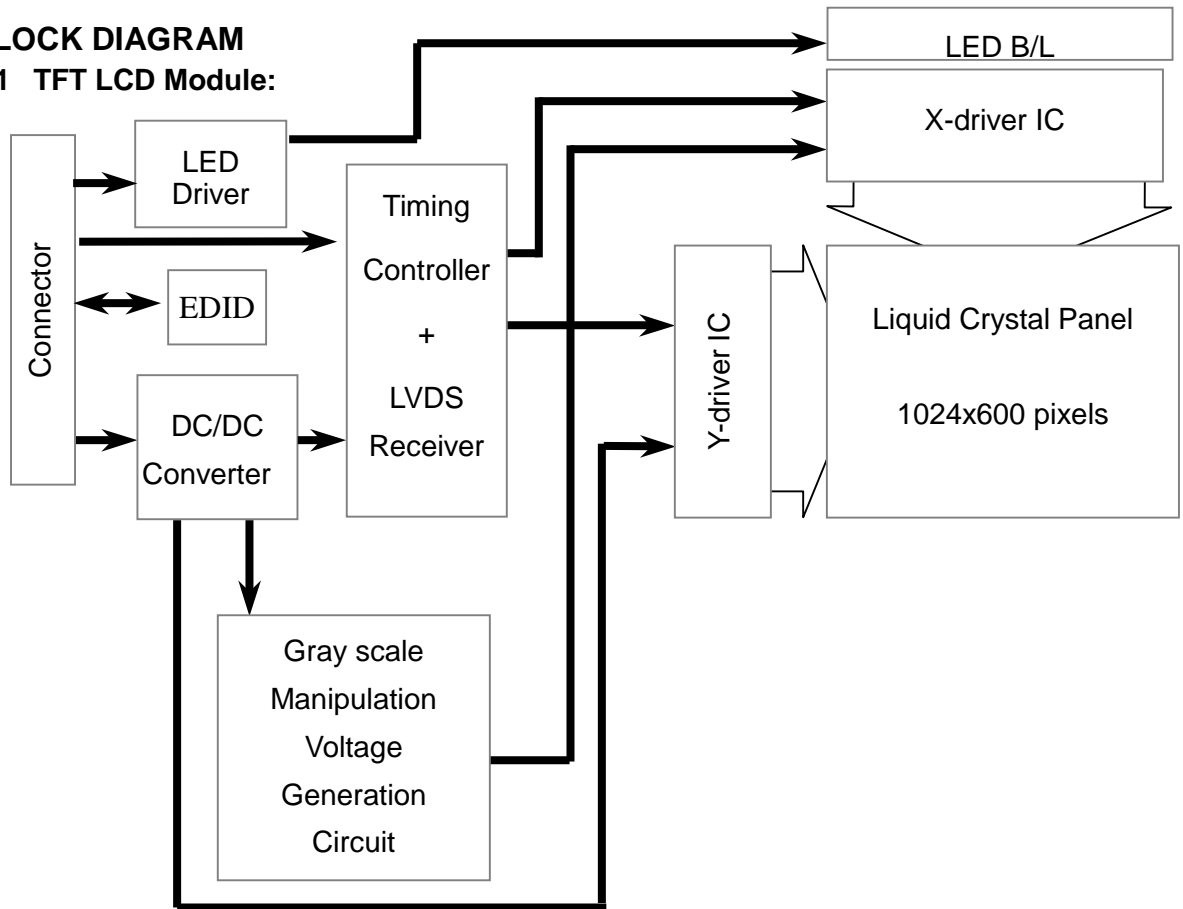 LOCK DIAGRAM
1 TFT LCD Module:
LED B/L
X-driver IC
LED
Driver
Timing
Controller
+
LVDS
Receiver
Connector
EDID
DC/DC
Converter
Y-driver IC
Liquid Crystal Panel
1024x600 pixels
Gray scale
Manipulation
Voltage
Generation
Circuit